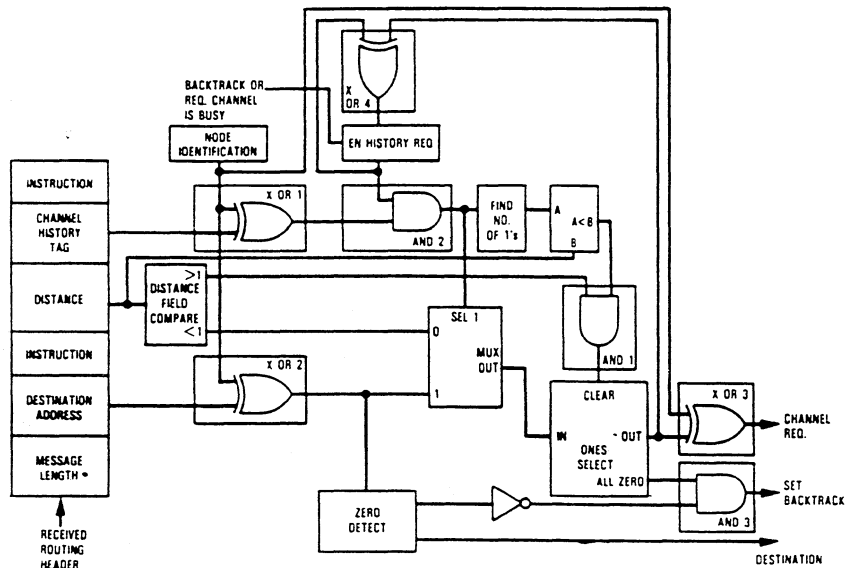 X
OR 4
BACKTRACK OR
REQ. CHANNEL
IS BUSY
NODE
IDENTIFICATION
EN HISTORY REQ
INSTRUCTION
CHANNEL
HISTORY
TAG
DISTANCE
INSTRUCTION
DESTINATION
ADDRESS
MESSAGE
LENGTH
RECEIVED
ROUTING
HEADER
X OR 1
AND 2
FIND
NO.
OF 1's
A
A<B
B
>1
DISTANCE
FIELD
COMPARE
<1
SEL 1
0
MUX
OUT
1
AND 1
X OR 2
CLEAR
IN
OUT
ONES
SELECT
ALL ZERO
X OR 3
CHANNEL
REQ.
AND 3
SET
BACKTRACK
ZERO
DETECT
DESTINATION